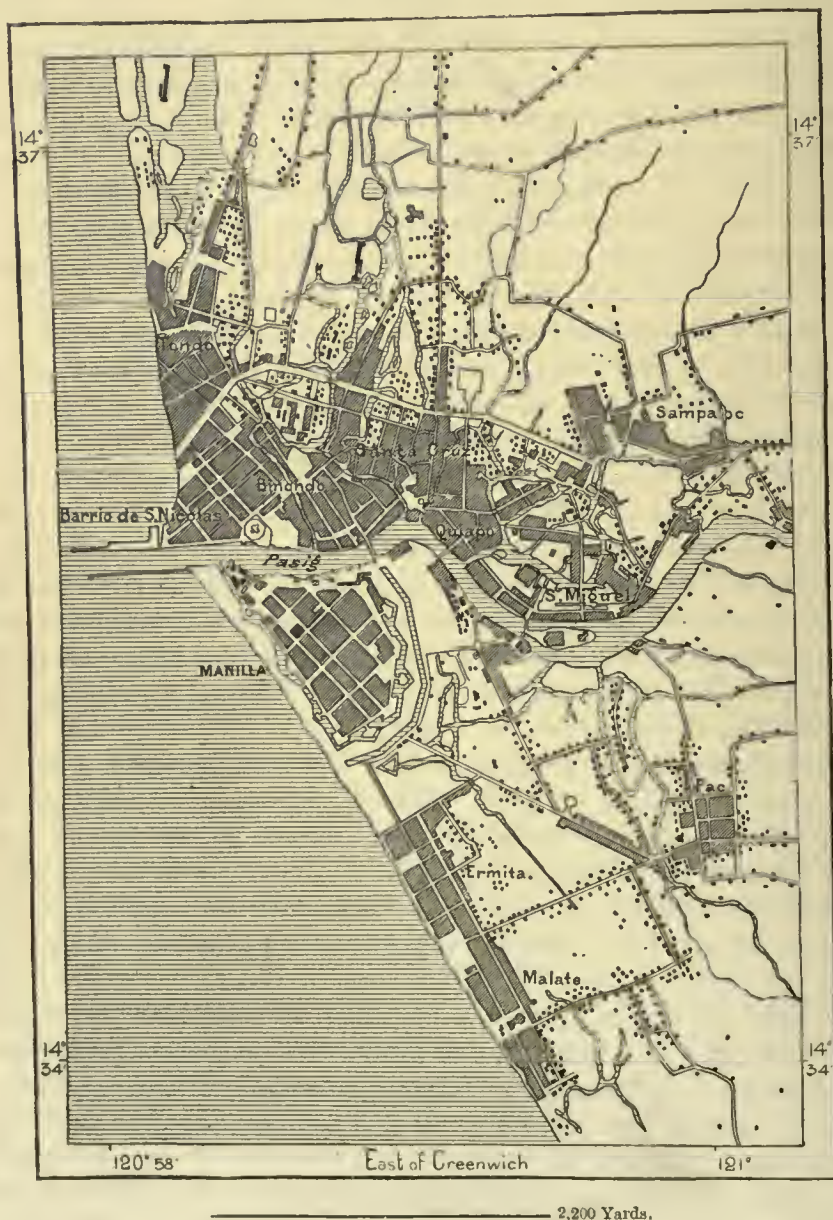 14°
37'
14°
37'
Tondo
Sampaloc
Santa Cruz
Binondo
Barrio de S. Nicolas
Quiapo
Pasig
S. Miguel
MANILLA
Pac
Ermita.
Malate
14°
34'
14°
34'
120° 58'
East of Greenwich
121°
2,200 Yards.